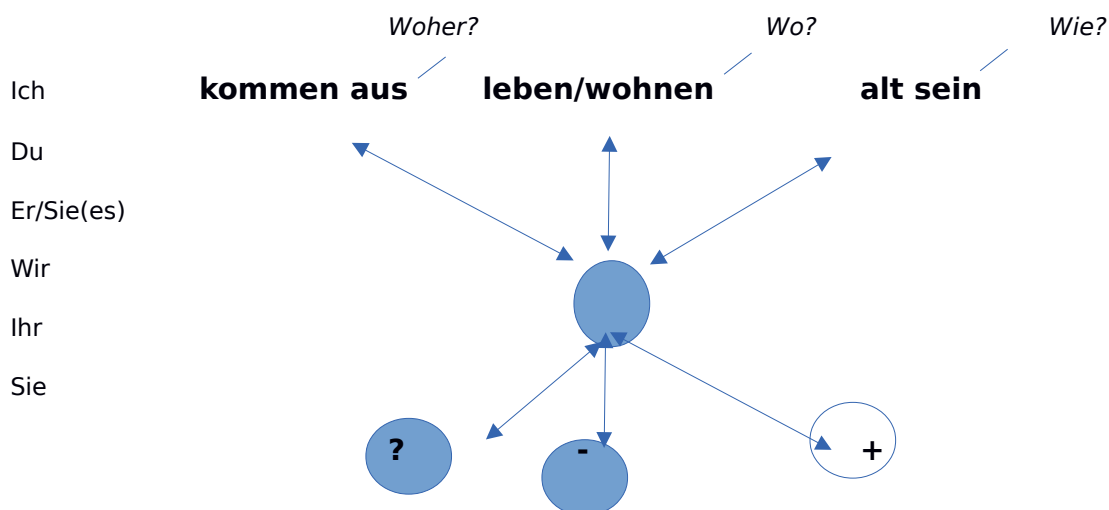 Woher? Wo? Wie?
Ich kommen aus leben/wohnen alt sein
Du
Er/Sie(es)
Wir
Ihr
Sie
? - +